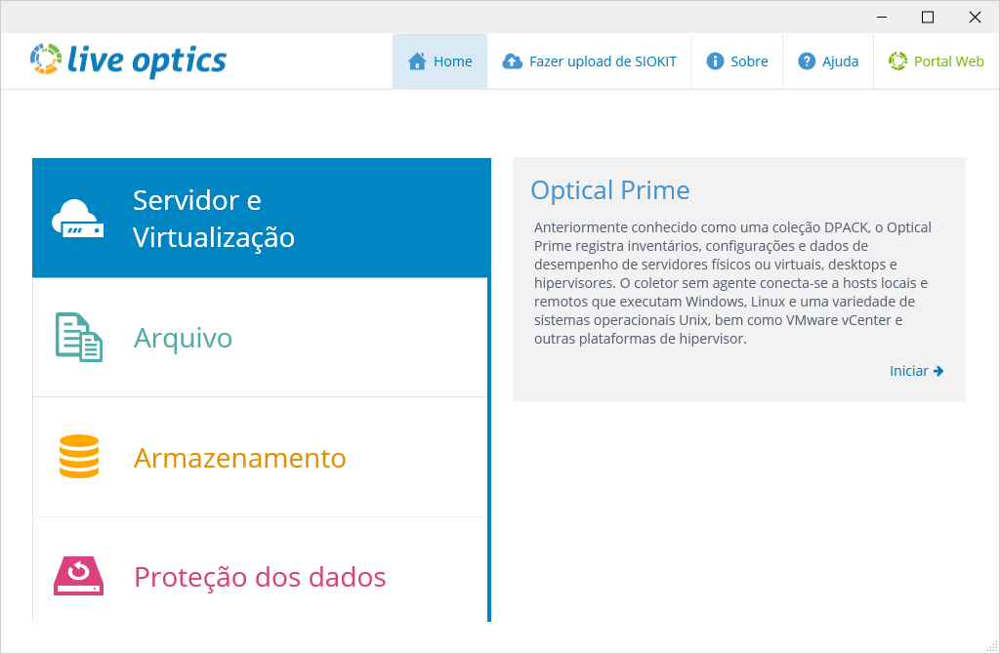 live optics
Home
Fazer upload de SIOKIT
Sobre
Ajuda
Portal Web
Servidor e
Virtualização
Arquivo
Armazenamento
Proteção dos dados
Optical Prime
Anteriormente conhecido como uma coleção DPACK, o Optical
Prime registra inventários, configurações e dados de
desempenho de servidores físicos ou virtuais, desktops e
hipervisores. O coletor sem agente conecta-se a hosts locais e
remotos que executam Windows, Linux e uma variedade de
sistemas operacionais Unix, bem como VMware vCenter e
outras plataformas de hipervisor.
Iniciar